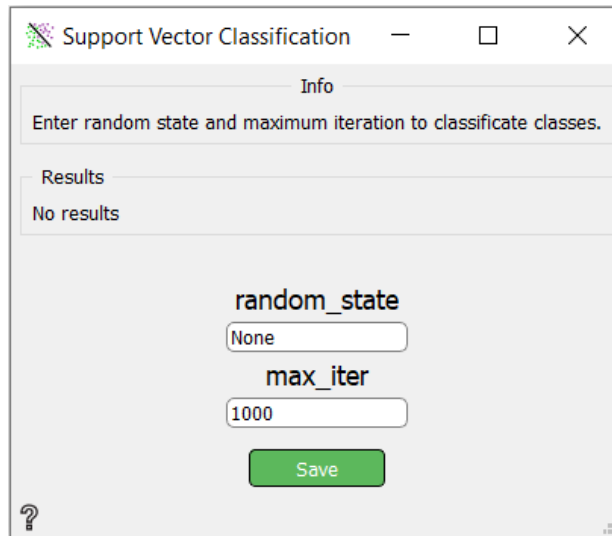 Support Vector Classification
Info
Enter random state and maximum iteration to classificate classes.
Results
No results
random_state
None
max_iter
1000
Save
?